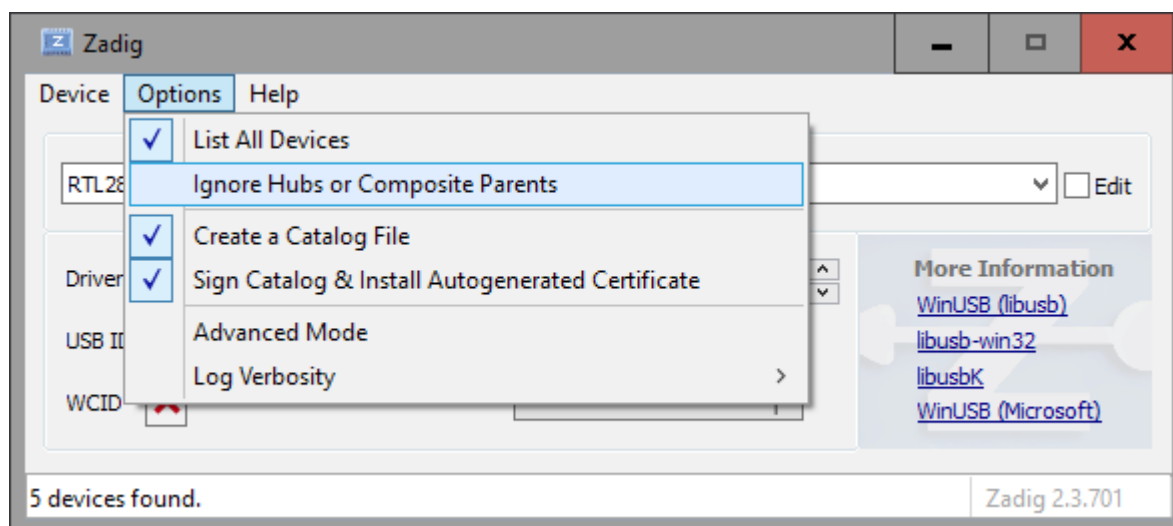 Zadig
Device Options Help
List All Devices
Ignore Hubs or Composite Parents
Create a Catalog File
Sign Catalog & Install Autogenerated Certificate
Advanced Mode
Log Verbosity
RTL28
Edit
Driver
USB ID
WCID
More Information
WinUSB (libusb)
libusb-win32
libusbK
WinUSB (Microsoft)
5 devices found.
Zadig 2.3.701